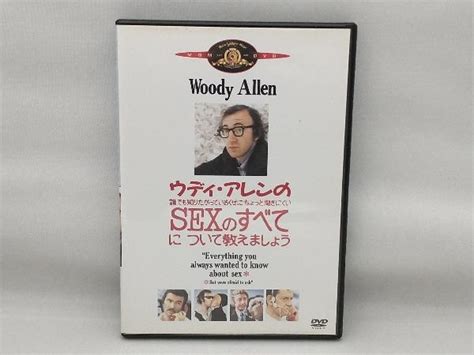 MGM DVD
Woody Allen
ウディ・アレンの
誰でも知りたがっているくせにちょっと聞きにくい
SEXのすべて
について教えましょう
"Everything you
always wanted to know
about sex*
*But were afraid to ask"
DVD